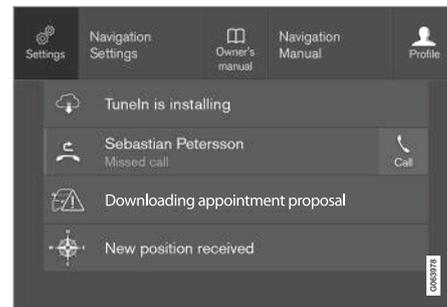 Settings
Navigation
Settings
Owner's
manual
Navigation
Manual
Profile
TuneIn is installing
Sebastian Petersson
Missed call
Call
Downloading appointment proposal
New position received
G063978